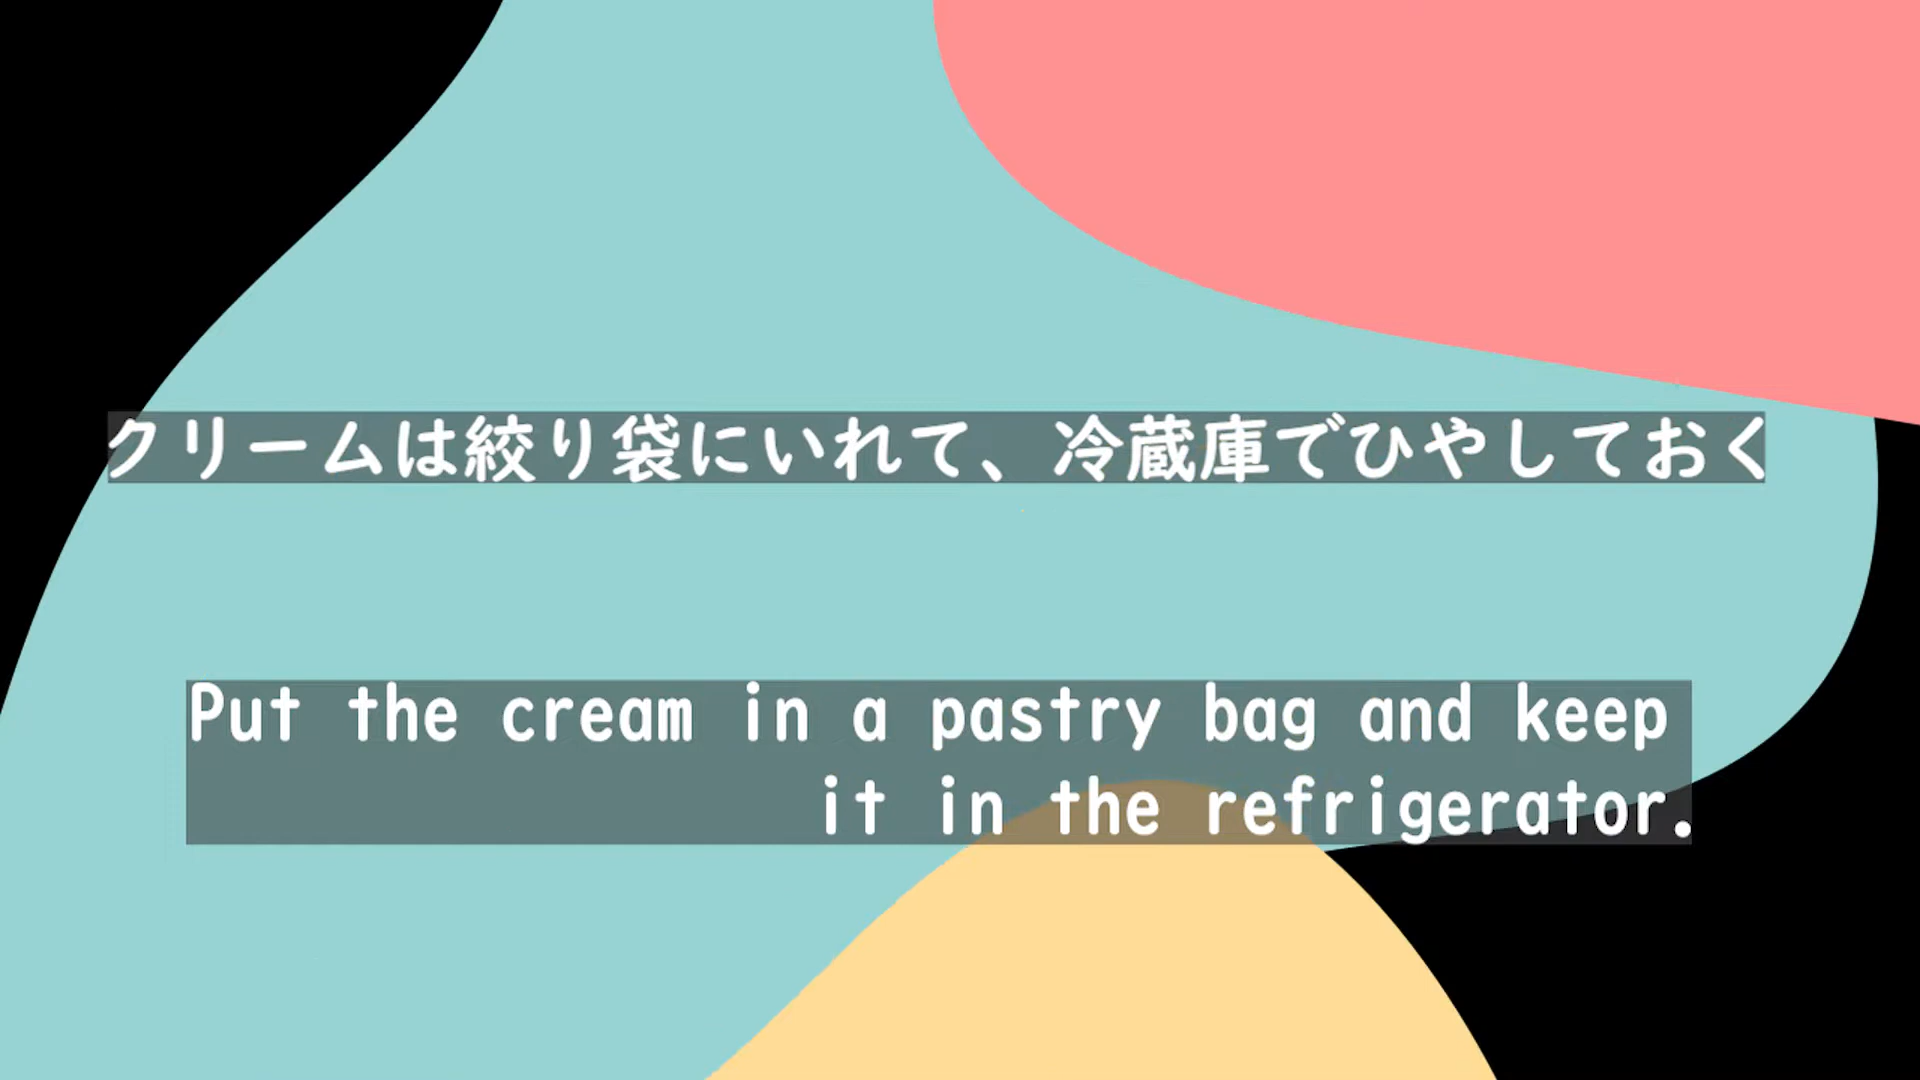 クリームは絞り袋にいれて、冷蔵庫でひやしておく
Put the cream in a pastry bag and keep
it in the refrigerator.